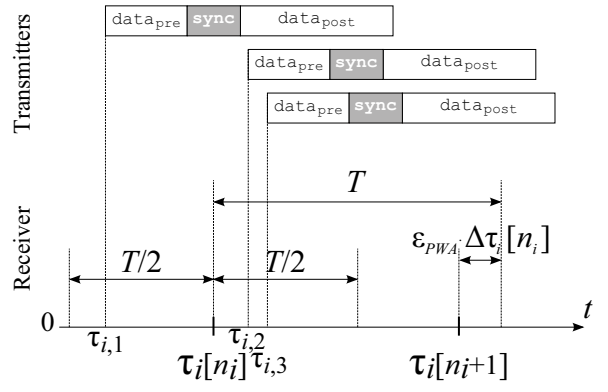 Transmitters
data_pre sync data_post
data_pre sync data_post
data_pre sync data_post
Receiver
T
ε_PWA · Δτ_i[n_i]
T/2 T/2
0 t
τ_i,1 τ_i,2 τ_i,3
τ_i[n_i] τ_i[n_i+1]